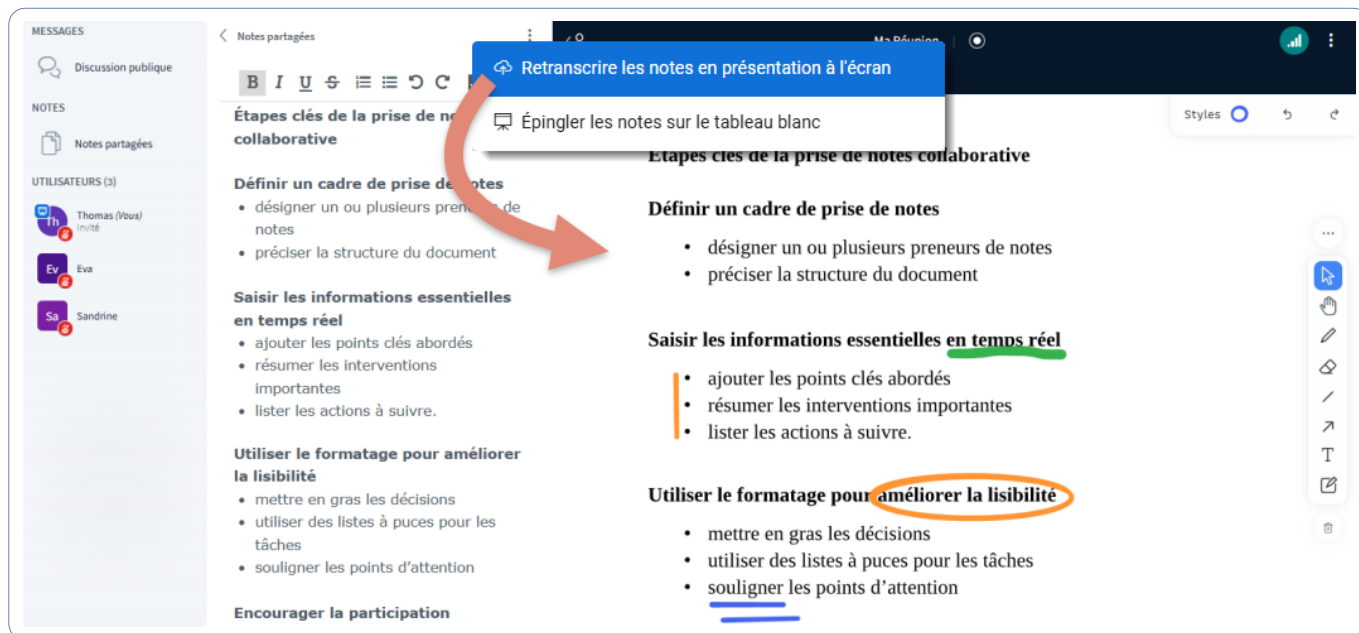 MESSAGES
Discussion publique
NOTES
Notes partagées
UTILISATEURS (3)
Th
Thomas (Vous)
Invité
Ev
Eva
Sa
Sandrine
Notes partagées
B I U S
Étapes clés de la prise de
collaborative
Définir un cadre de prise de notes
• désigner un ou plusieurs preneurs de
notes
• préciser la structure du document
Saisir les informations essentielles
en temps réel
• ajouter les points clés abordés
• résumer les interventions
importantes
• lister les actions à suivre.
Utiliser le formatage pour améliorer
la lisibilité
• mettre en gras les décisions
• utiliser des listes à puces pour les
tâches
• souligner les points d'attention
Encourager la participation
Ma Réunion
Retranscrire les notes en présentation à l'écran
Épingler les notes sur le tableau blanc
Styles
Étapes clés de la prise de notes collaborative
Définir un cadre de prise de notes
• désigner un ou plusieurs preneurs de notes
• préciser la structure du document
Saisir les informations essentielles en temps réel
• ajouter les points clés abordés
• résumer les interventions importantes
• lister les actions à suivre.
Utiliser le formatage pour améliorer la lisibilité
• mettre en gras les décisions
• utiliser des listes à puces pour les tâches
• souligner les points d'attention
T